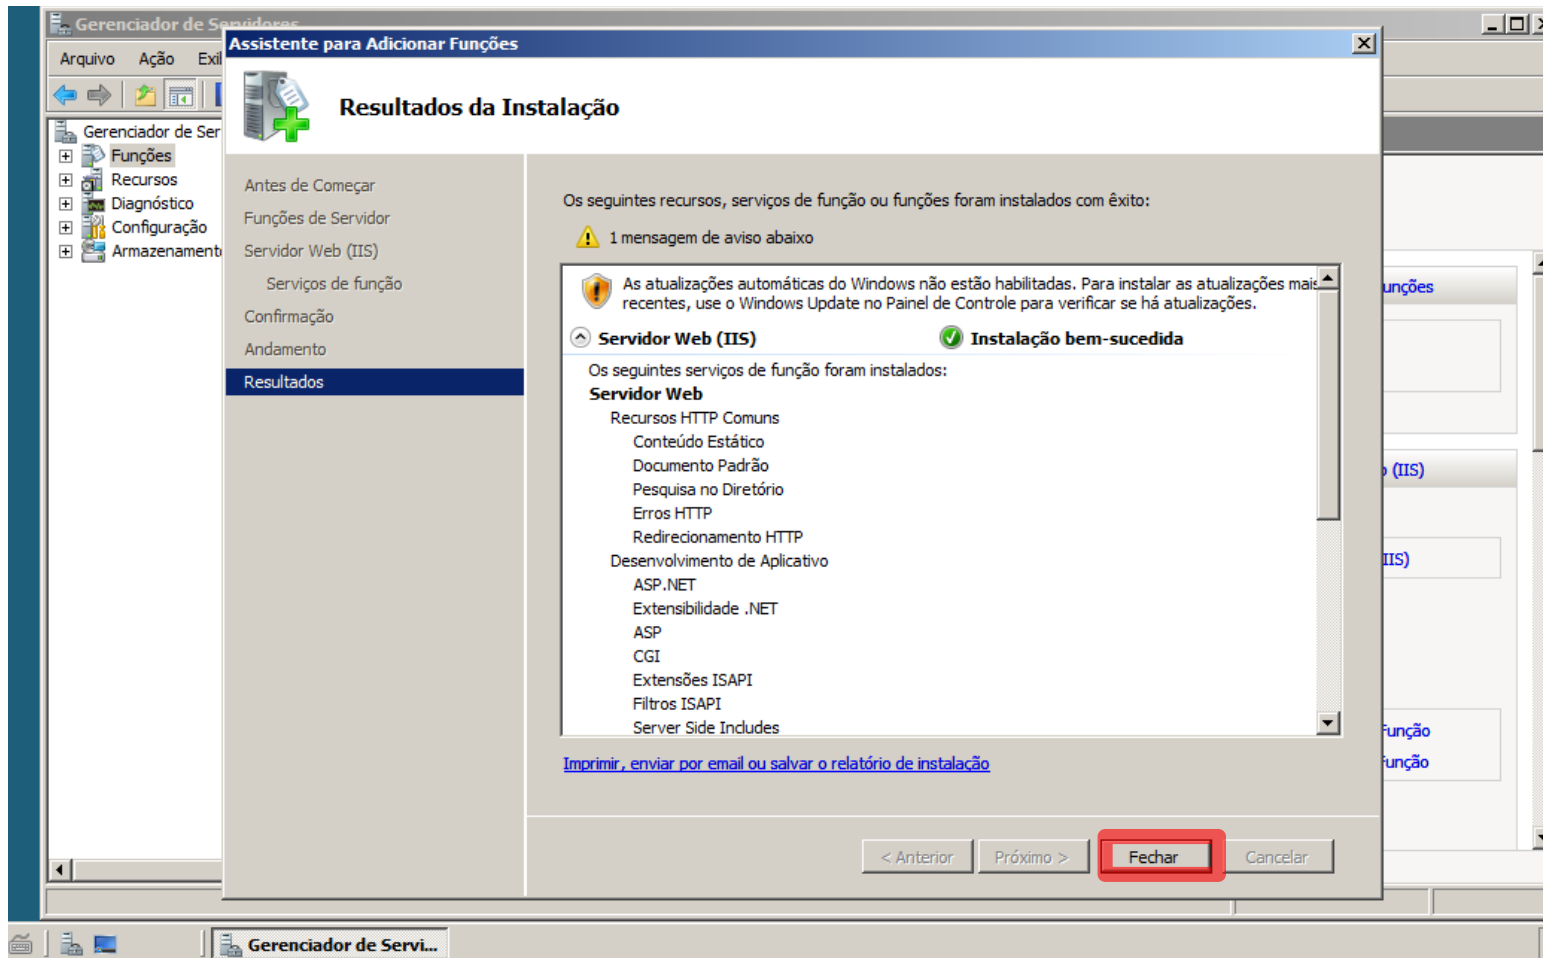 Gerenciador de Servidores
Assistente para Adicionar Funções
Arquivo Ação Exi
Resultados da Instalação
Gerenciador de Ser
Funções
Recursos
Diagnóstico
Configuração
Armazenament
Antes de Começar
Funções de Servidor
Servidor Web (IIS)
Serviços de função
Confirmação
Andamento
Resultados
Os seguintes recursos, serviços de função ou funções foram instalados com êxito:
1 mensagem de aviso abaixo
As atualizações automáticas do Windows não estão habilitadas. Para instalar as atualizações mais
recentes, use o Windows Update no Painel de Controle para verificar se há atualizações.
Servidor Web (IIS) Instalação bem-sucedida
Os seguintes serviços de função foram instalados:
Servidor Web
Recursos HTTP Comuns
Conteúdo Estático
Documento Padrão
Pesquisa no Diretório
Erros HTTP
Redirecionamento HTTP
Desenvolvimento de Aplicativo
ASP.NET
Extensibilidade .NET
ASP
CGI
Extensões ISAPI
Filtros ISAPI
Server Side Includes
Imprimir, enviar por email ou salvar o relatório de instalação
< Anterior Próximo > Fechar Cancelar
unções
(IIS)
IIS)
Função
unção
Gerenciador de Servi...